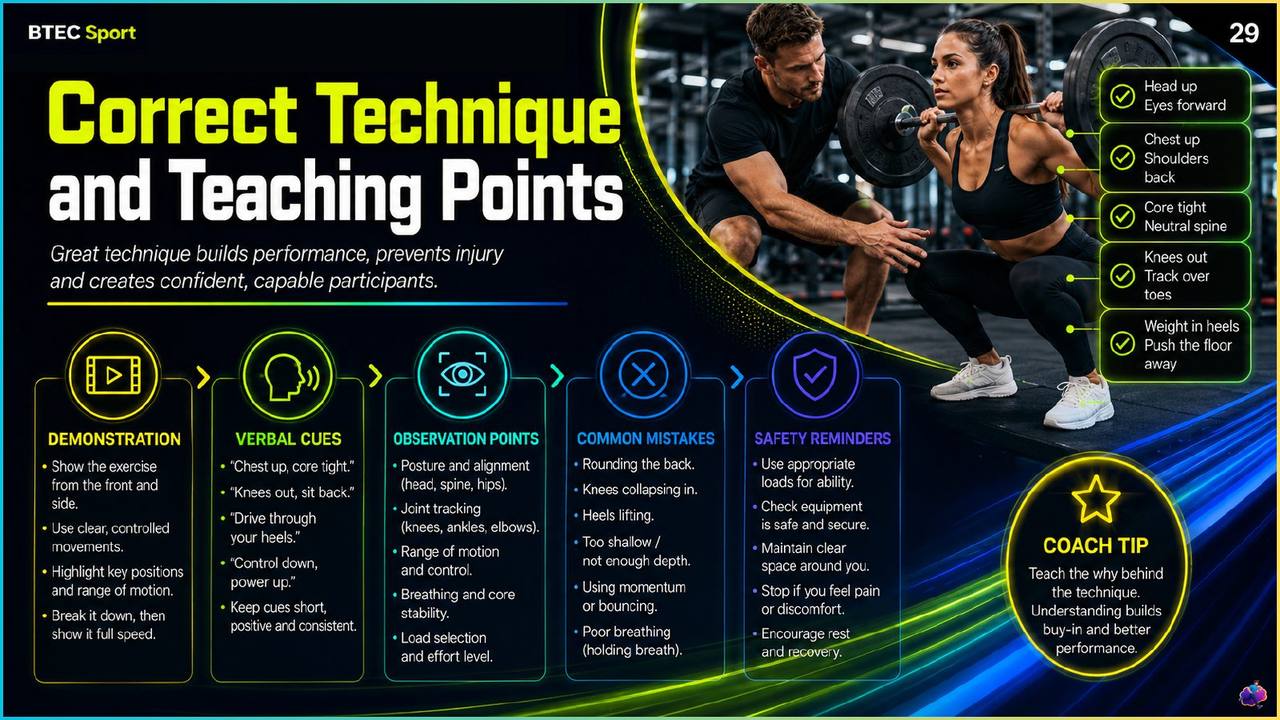 BTEC Sport
29
Correct Technique
and Teaching Points
Great technique builds performance, prevents injury
and creates confident, capable participants.
Head up
Eyes forward
Chest up
Shoulders
back
Core tight
Neutral spine
Knees out
Track over
toes
Weight in heels
Push the floor
away
DEMONSTRATION
• Show the exercise
from the front and
side.
• Use clear, controlled
movements.
• Highlight key positions
and range of motion.
• Break it down, then
show it full speed.
VERBAL CUES
• "Chest up, core tight."
• "Knees out, sit back."
• "Drive through
your heels."
• "Control down,
power up."
• Keep cues short,
positive and consistent.
OBSERVATION POINTS
• Posture and alignment
(head, spine, hips).
• Joint tracking
(knees, ankles, elbows).
• Range of motion
and control.
• Breathing and core
stability.
• Load selection
and effort level.
COMMON MISTAKES
• Rounding the back.
• Knees collapsing in.
• Heels lifting.
• Too shallow /
not enough depth.
• Using momentum
or bouncing.
• Poor breathing
(holding breath).
SAFETY REMINDERS
• Use appropriate
loads for ability.
• Check equipment
is safe and secure.
• Maintain clear
space around you.
• Stop if you feel pain
or discomfort.
• Encourage rest
and recovery.
COACH TIP
Teach the why behind
the technique.
Understanding builds
buy-in and better
performance.